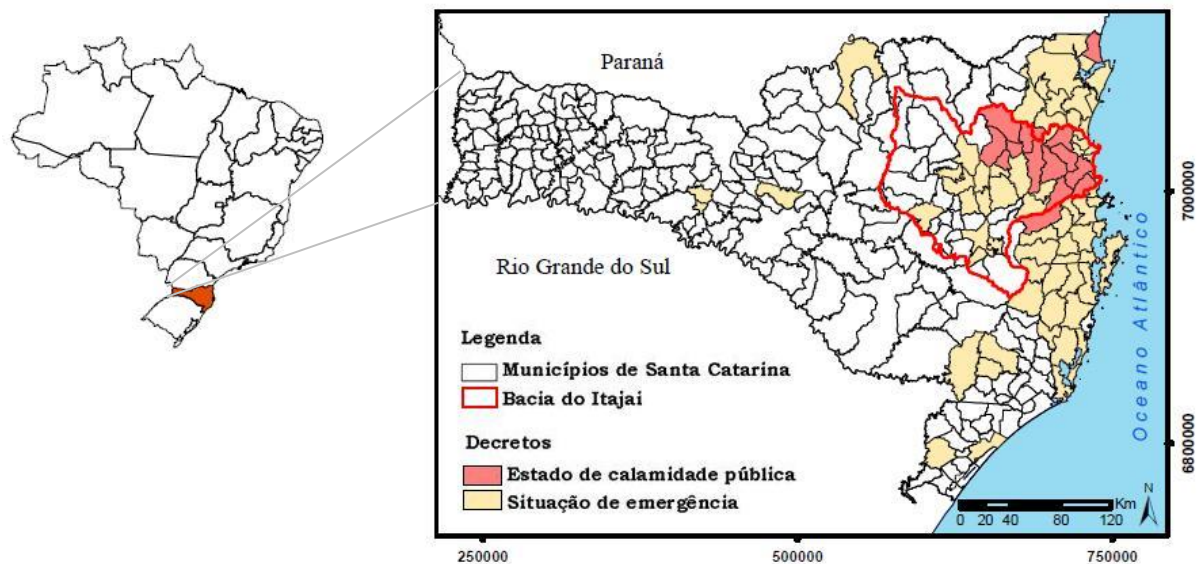 Paraná
Rio Grande do Sul
Oceano Atlântico
Legenda
Municípios de Santa Catarina
Bacia do Itajai
Decretos
Estado de calamidade pública
Situação de emergência
N
Km
0 20 40 80 120
7000000
6800000
250000 500000 750000